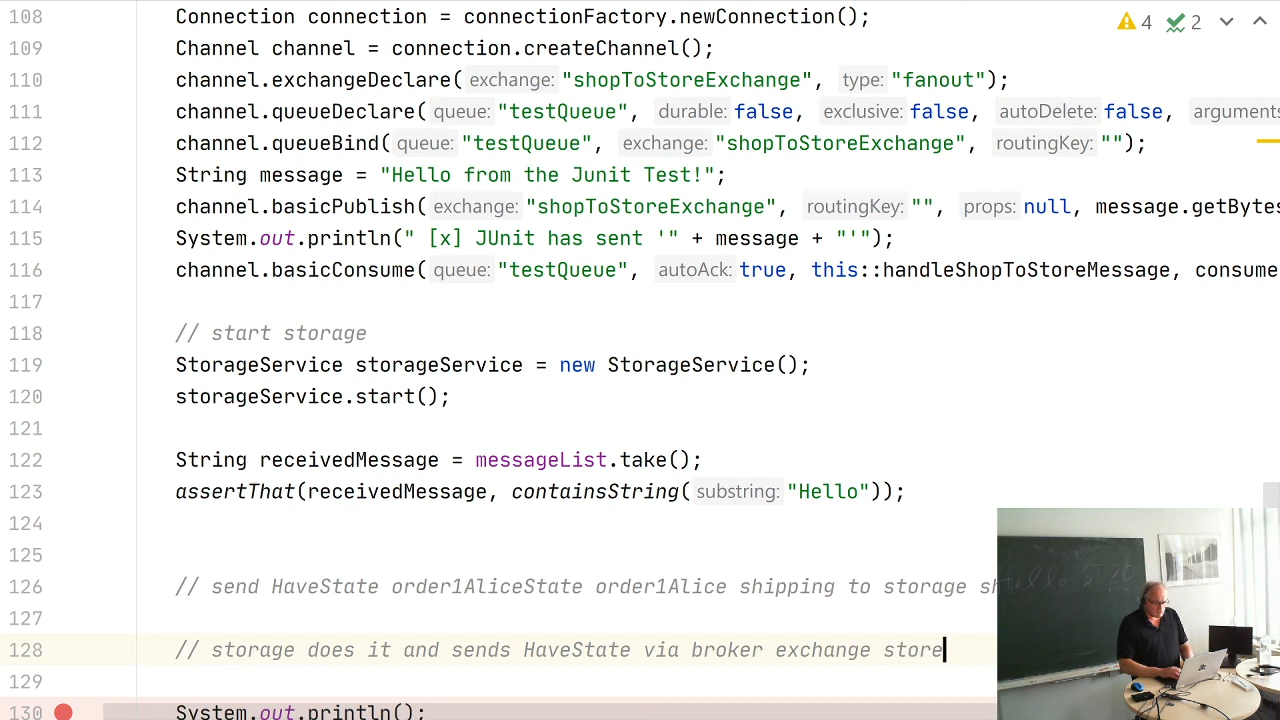 108 Connection connection = connectionFactory.newConnection();
109 Channel channel = connection.createChannel();
110 channel.exchangeDeclare( exchange: "shopToStoreExchange", type: "fanout");
111 channel.queueDeclare( queue: "testQueue", durable: false, exclusive: false, autoDelete: false, arguments
112 channel.queueBind( queue: "testQueue", exchange: "shopToStoreExchange", routingKey: "");
113 String message = "Hello from the Junit Test!";
114 channel.basicPublish( exchange: "shopToStoreExchange", routingKey: "", props: null, message.getBytes
115 System.out.println(" [x] JUnit has sent '" + message + "'");
116 channel.basicConsume( queue: "testQueue", autoAck: true, this::handleShopToStoreMessage, consume
117
118 // start storage
119 StorageService storageService = new StorageService();
120 storageService.start();
121
122 String receivedMessage = messageList.take();
123 assertThat(receivedMessage, containsString( substring: "Hello"));
124
125
126 // send HaveState order1AliceState order1Alice shipping to storage
127
128 // storage does it and sends HaveState via broker exchange store
129
130 System.out.println();
4 2